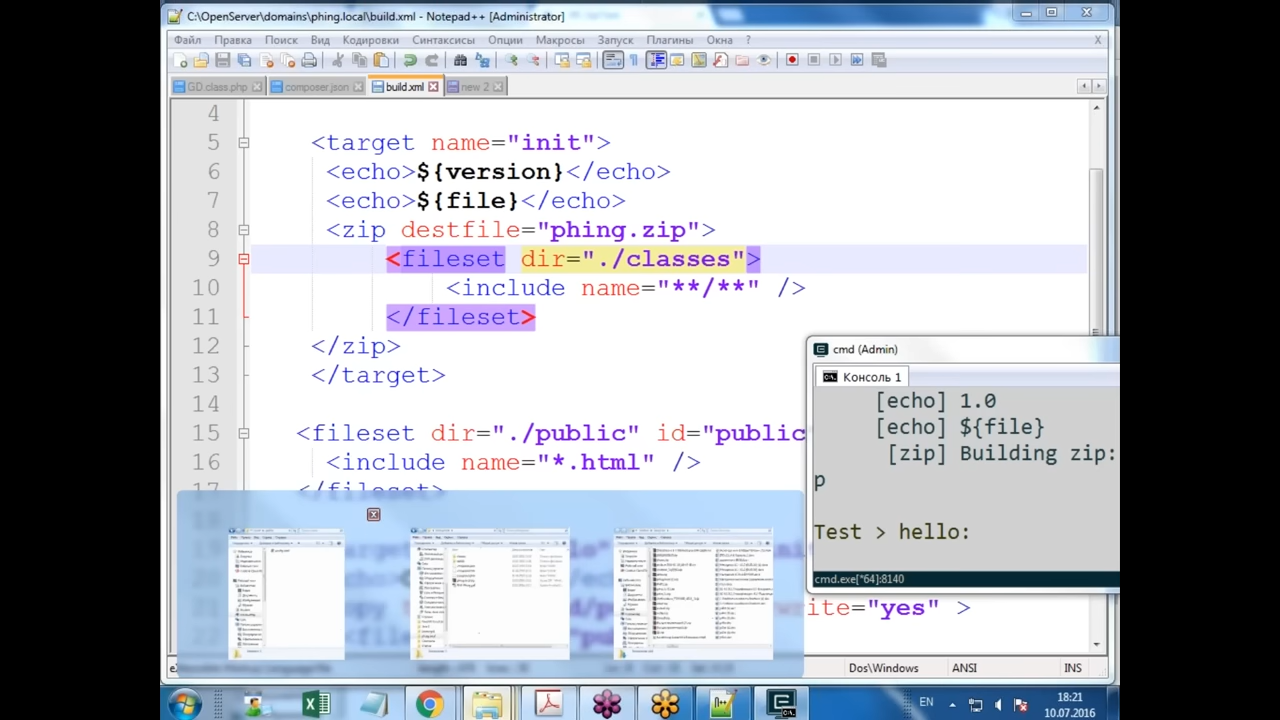 C:\OpenServer\domains\phing.local\build.xml - Notepad++ [Administrator]
Файл Правка Поиск Вид Кодировки Синтаксисы Опции Макросы Запуск Плагины Окна ? X
GD.class.php composer.json build.xml new 2
4
5 <target name="init">
6 <echo>${version}</echo>
7 <echo>${file}</echo>
8 <zip destfile="phing.zip">
9 <fileset dir="./classes">
10 <include name="**/**" />
11 </fileset>
12 </zip>
13 </target>
14
15 <fileset dir="./public" id="public
16 <include name="*.html" />
17 </fileset>
ite="yes" >
cmd (Admin)
Консоль 1
[echo] 1.0
[echo] ${file}
[zip] Building zip:
p
Test > hello:
cmd.exe[*64]:8140
Dos\Windows ANSI INS
EN
18:21
10.07.2016